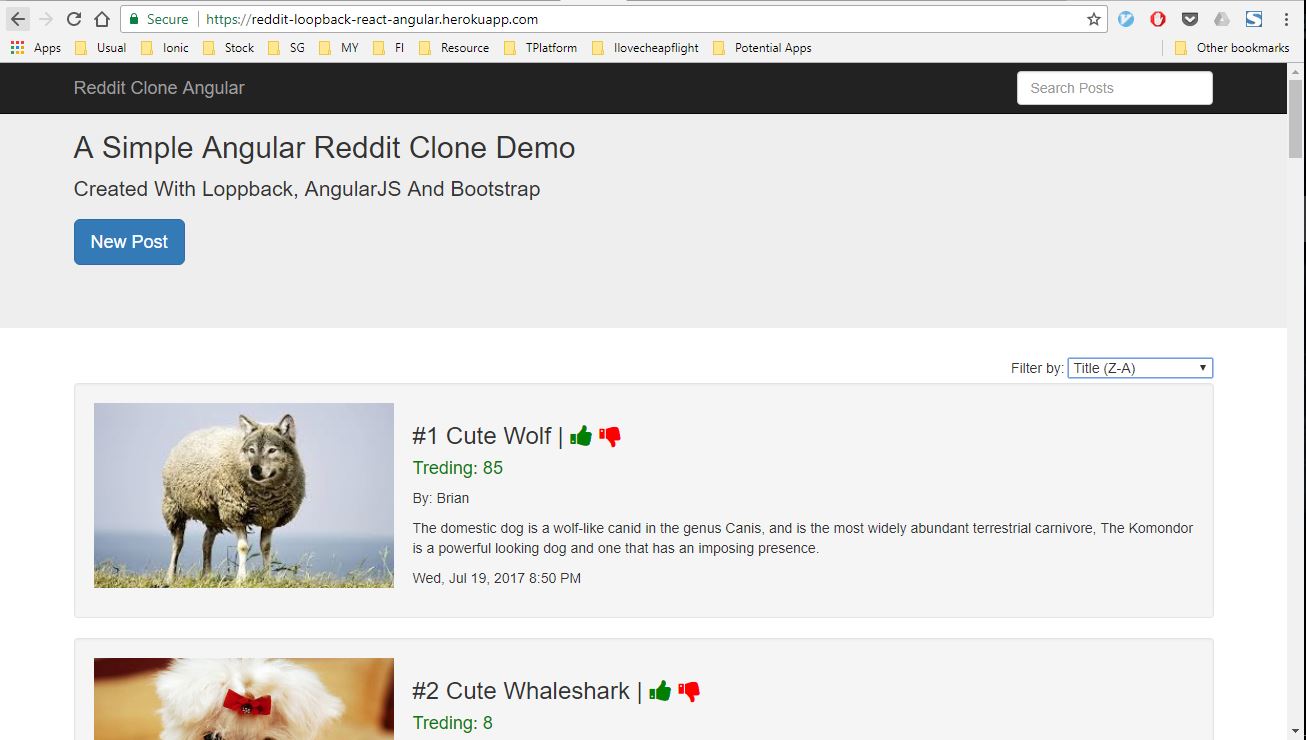 Secure | https://reddit-loopback-react-angular.herokuapp.com
Apps Usual Ionic Stock SG MY FI Resource TPlatform Ilovecheapflight Potential Apps Other bookmarks
Reddit Clone Angular Search Posts
A Simple Angular Reddit Clone Demo
Created With Loppback, AngularJS And Bootstrap
New Post
Filter by: Title (Z-A)
#1 Cute Wolf |
Treding: 85
By: Brian
The domestic dog is a wolf-like canid in the genus Canis, and is the most widely abundant terrestrial carnivore, The Komondor
is a powerful looking dog and one that has an imposing presence.
Wed, Jul 19, 2017 8:50 PM
#2 Cute Whaleshark |
Treding: 8